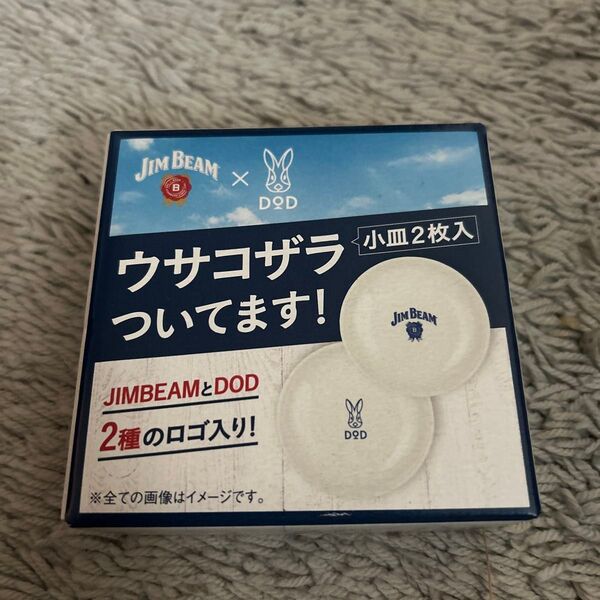 JIM BEAM × DOD
B
ウサコザラ
小皿2枚入
ついてます!
JIM BEAM
B
JIMBEAMとDOD
2種のロゴ入り!
DOD
※全ての画像はイメージです。